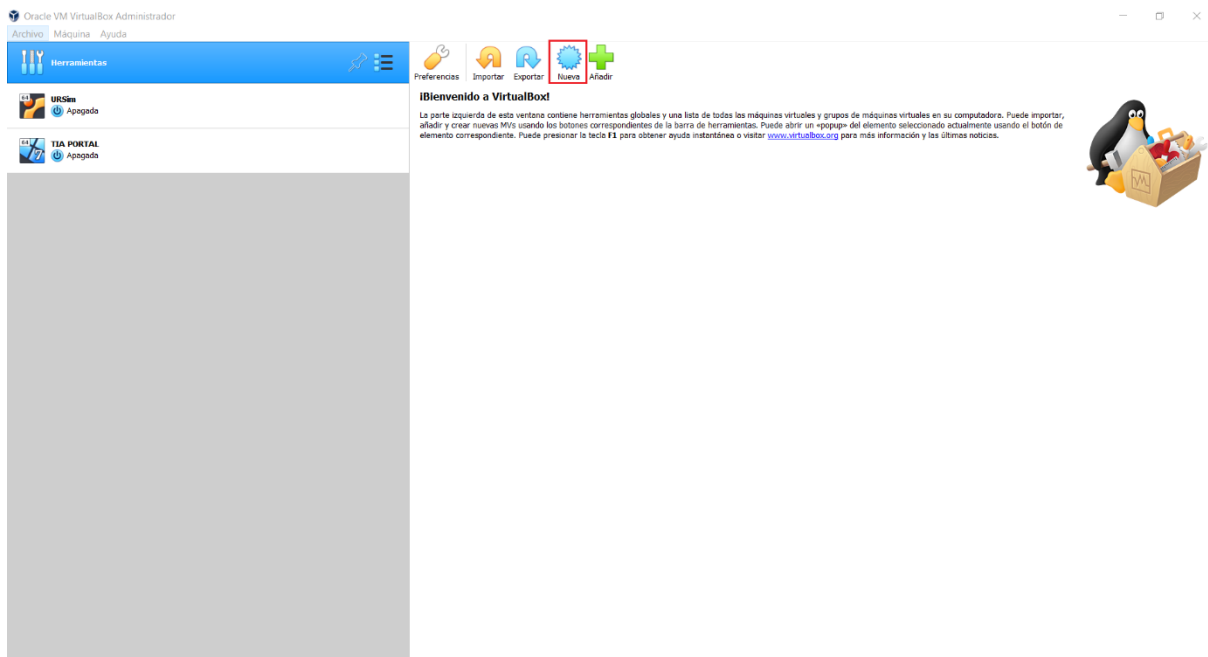 Oracle VM VirtualBox Administrador
Archivo Máquina Ayuda
Herramientas
Preferencias Importar Exportar Nueva Añadir
64
URSim
Apagada
64
TIA PORTAL
Apagada
¡Bienvenido a VirtualBox!
La parte izquierda de esta ventana contiene herramientas globales y una lista de todas las máquinas virtuales y grupos de máquinas virtuales en su computadora. Puede importar,
añadir y crear nuevas MVs usando los botones correspondientes de la barra de herramientas. Puede abrir un «popup» del elemento seleccionado actualmente usando el botón de
elemento correspondiente. Puede presionar la tecla F1 para obtener ayuda instantánea o visitar www.virtualbox.org para más información y las últimas noticias.